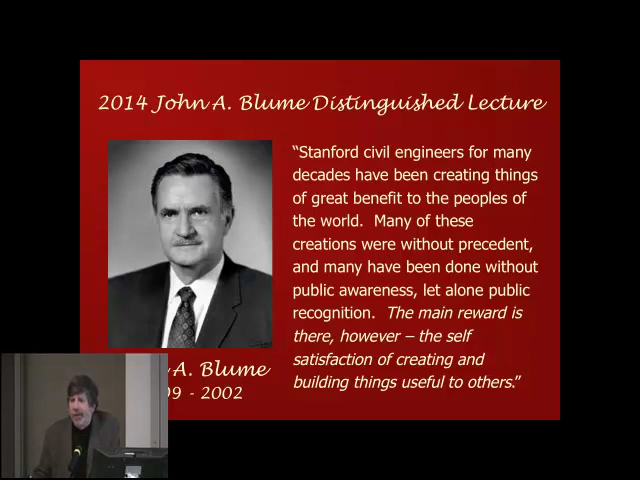 2014 John A. Blume Distinguished Lecture
“Stanford civil engineers for many
decades have been creating things
of great benefit to the peoples of
the world. Many of these
creations were without precedent,
and many have been done without
public awareness, let alone public
recognition. The main reward is
there, however – the self
satisfaction of creating and
building things useful to others.”
A. Blume
09 - 2002